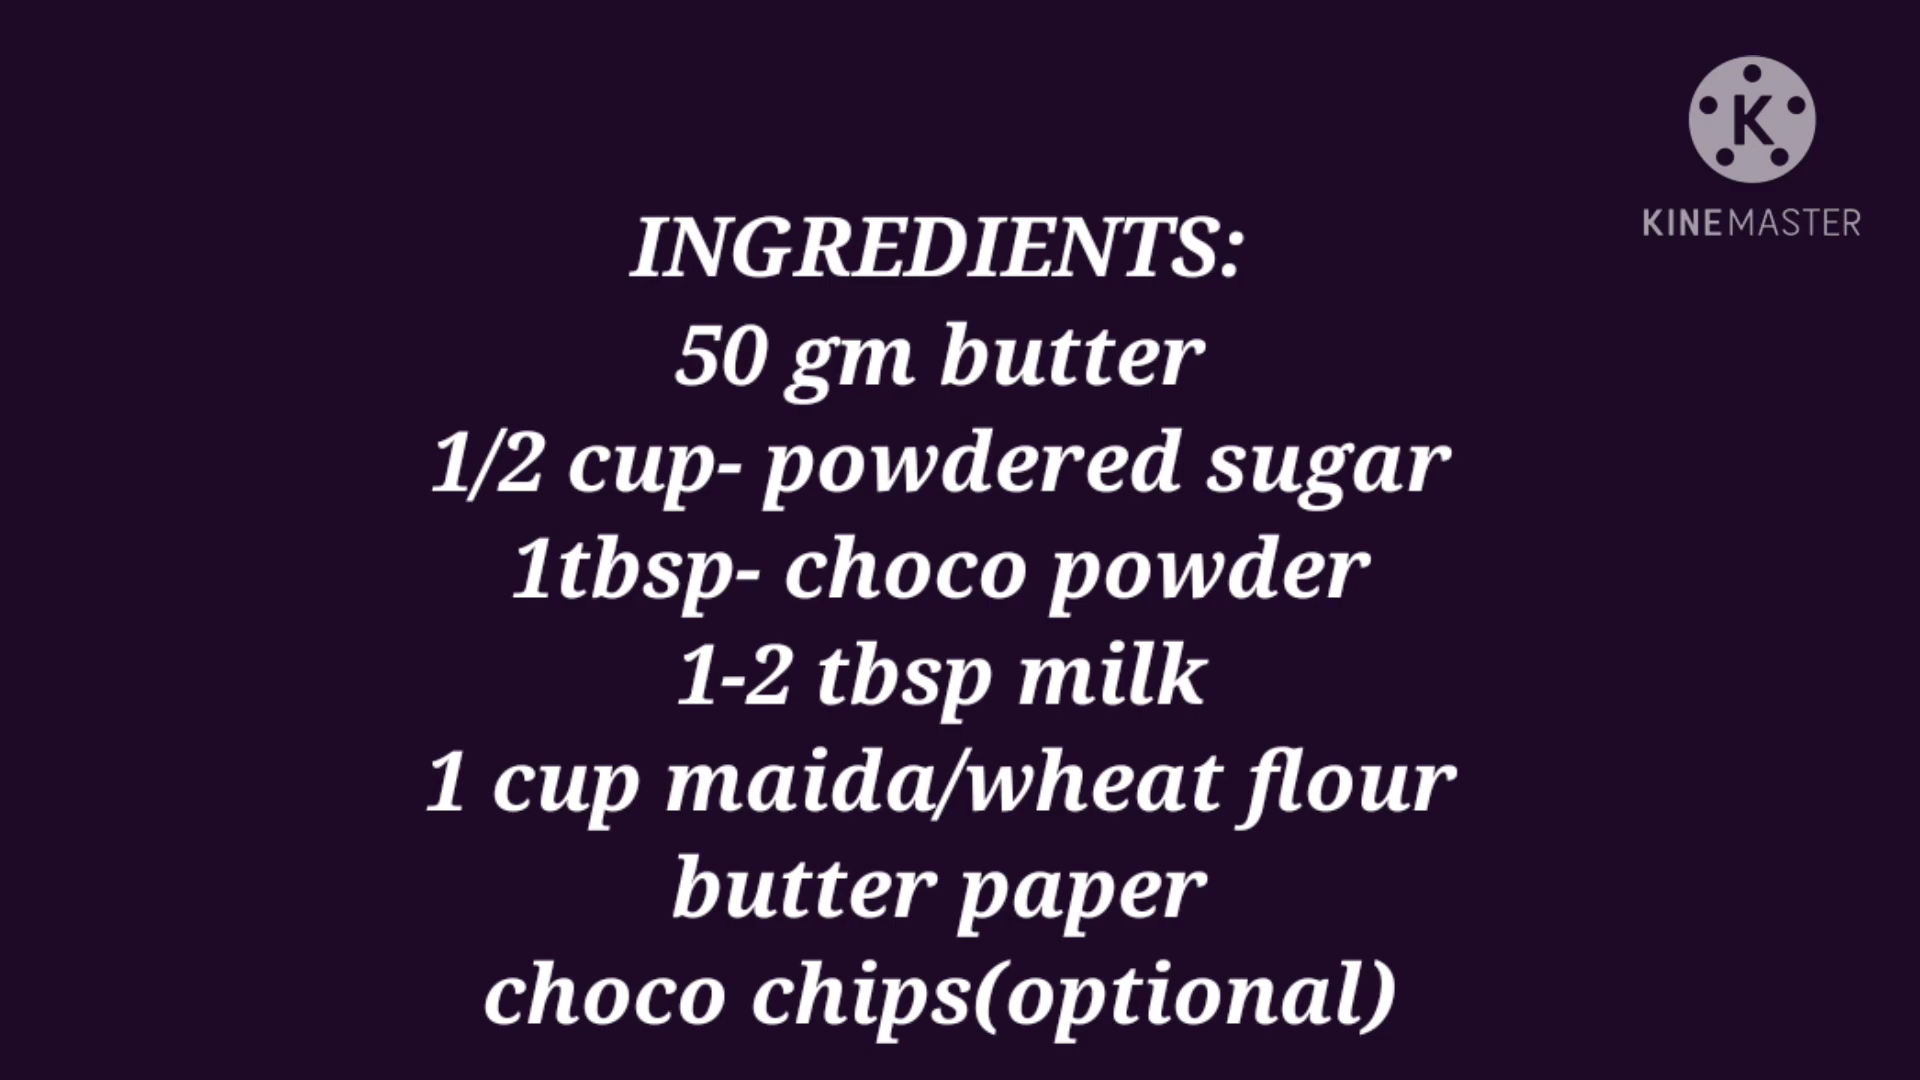 K
KINEMASTER
INGREDIENTS:
50 gm butter
1/2 cup- powdered sugar
1tbsp- choco powder
1-2 tbsp milk
1 cup maida/wheat flour
butter paper
choco chips(optional)